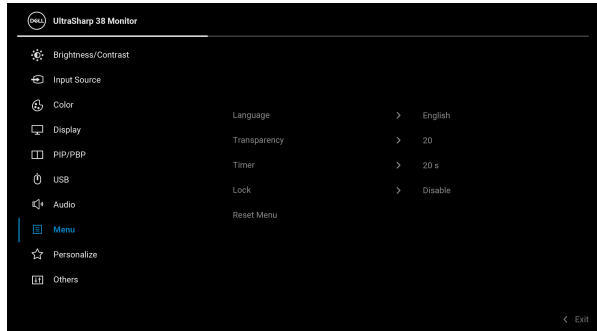 DELL UltraSharp 38 Monitor
Brightness/Contrast
Input Source
Color
Language > English
Display
Transparency > 20
PIP/PBP
Timer > 20 s
USB
Lock > Disable
Audio
Reset Menu
Menu
Personalize
Others
< Exit